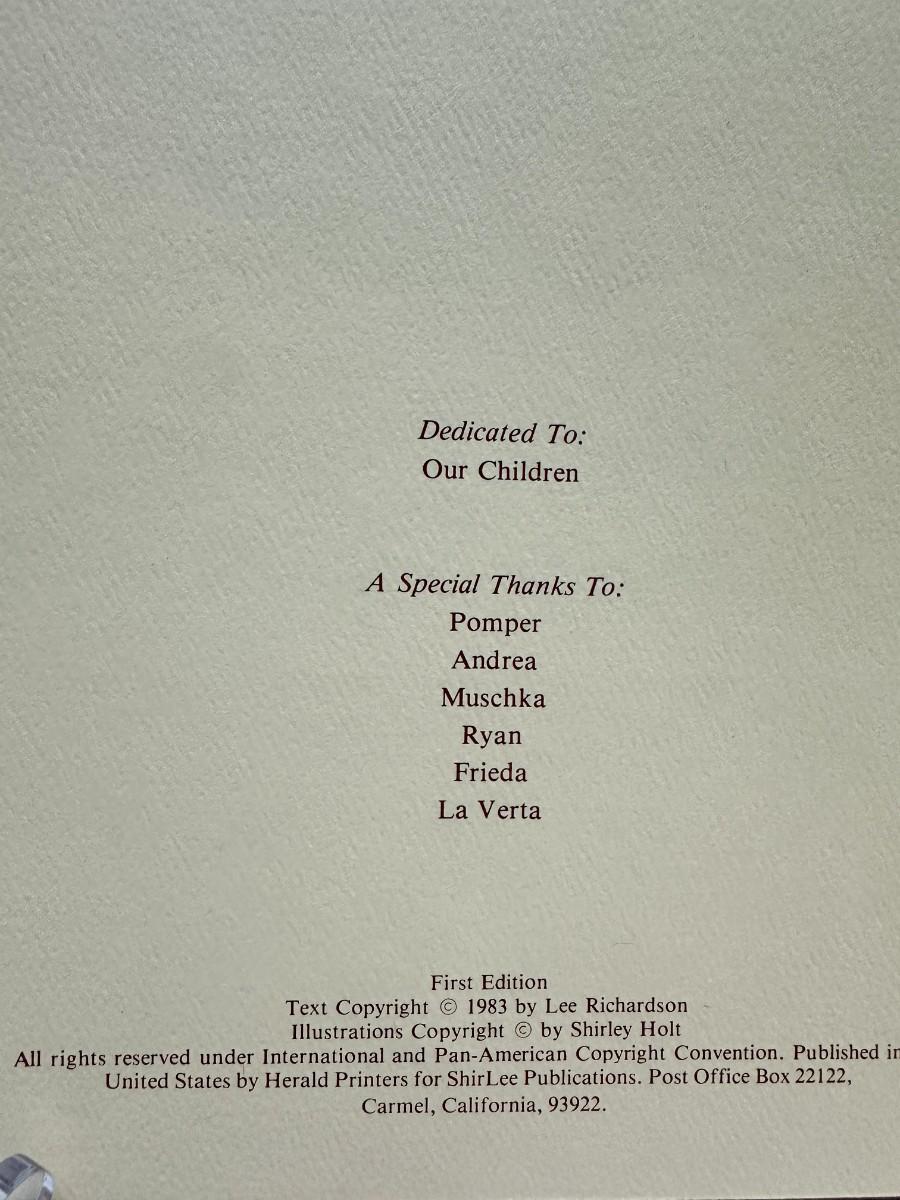 Dedicated To:
Our Children
A Special Thanks To:
Pomper
Andrea
Muschka
Ryan
Frieda
La Verta
First Edition
Text Copyright © 1983 by Lee Richardson
Illustrations Copyright © by Shirley Holt
All rights reserved under International and Pan-American Copyright Convention. Published in
United States by Herald Printers for ShirLee Publications. Post Office Box 22122,
Carmel, California, 93922.